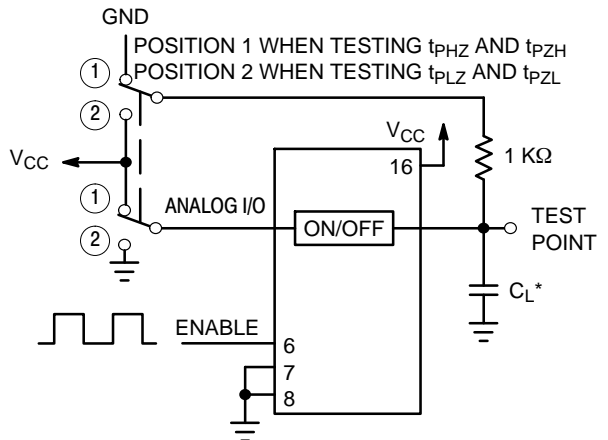 GND
POSITION 1 WHEN TESTING tPHZ AND tPZH
POSITION 2 WHEN TESTING tPLZ AND tPZL
1
2
VCC
VCC
16
1 KΩ
1
2
ANALOG I/O
ON/OFF
TEST
POINT
CL*
ENABLE
6
7
8